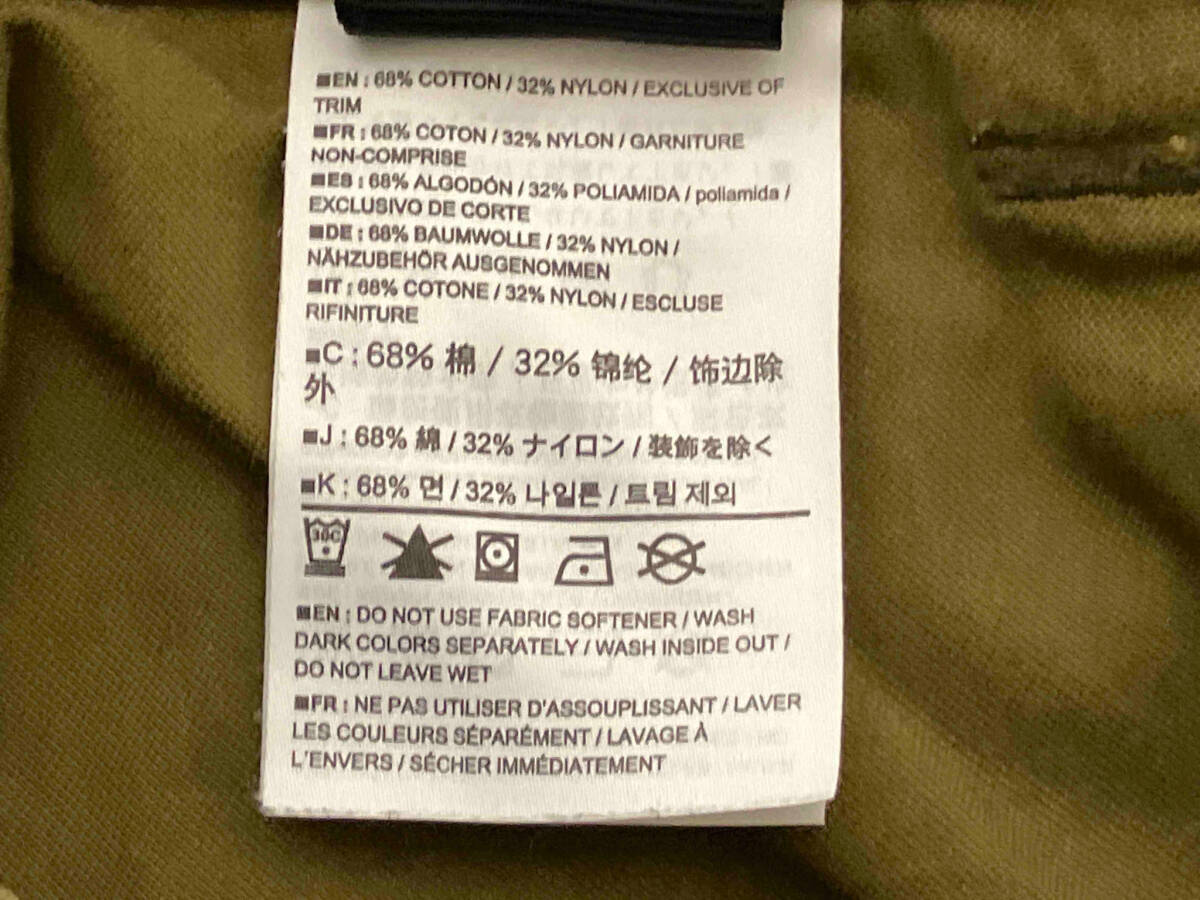 ■EN : 68% COTTON / 32% NYLON / EXCLUSIVE OF
TRIM
■FR : 68% COTON / 32% NYLON / GARNITURE
NON-COMPRISE
■ES : 68% ALGODÓN / 32% POLIAMIDA / poliamida /
EXCLUSIVO DE CORTE
■DE : 68% BAUMWOLLE / 32% NYLON /
NÄHZUBEHÖR AUSGENOMMEN
■IT : 68% COTONE / 32% NYLON / ESCLUSE
RIFINITURE
■C : 68% 棉 / 32% 锦纶 / 饰边除
外
■J : 68% 綿 / 32% ナイロン / 装飾を除く
■K : 68% 면 / 32% 나일론 / 트림 제외
30C
■EN : DO NOT USE FABRIC SOFTENER / WASH
DARK COLORS SEPARATELY / WASH INSIDE OUT /
DO NOT LEAVE WET
■FR : NE PAS UTILISER D'ASSOUPLISSANT / LAVER
LES COULEURS SÉPARÉMENT / LAVAGE À
L'ENVERS / SÉCHER IMMÉDIATEMENT